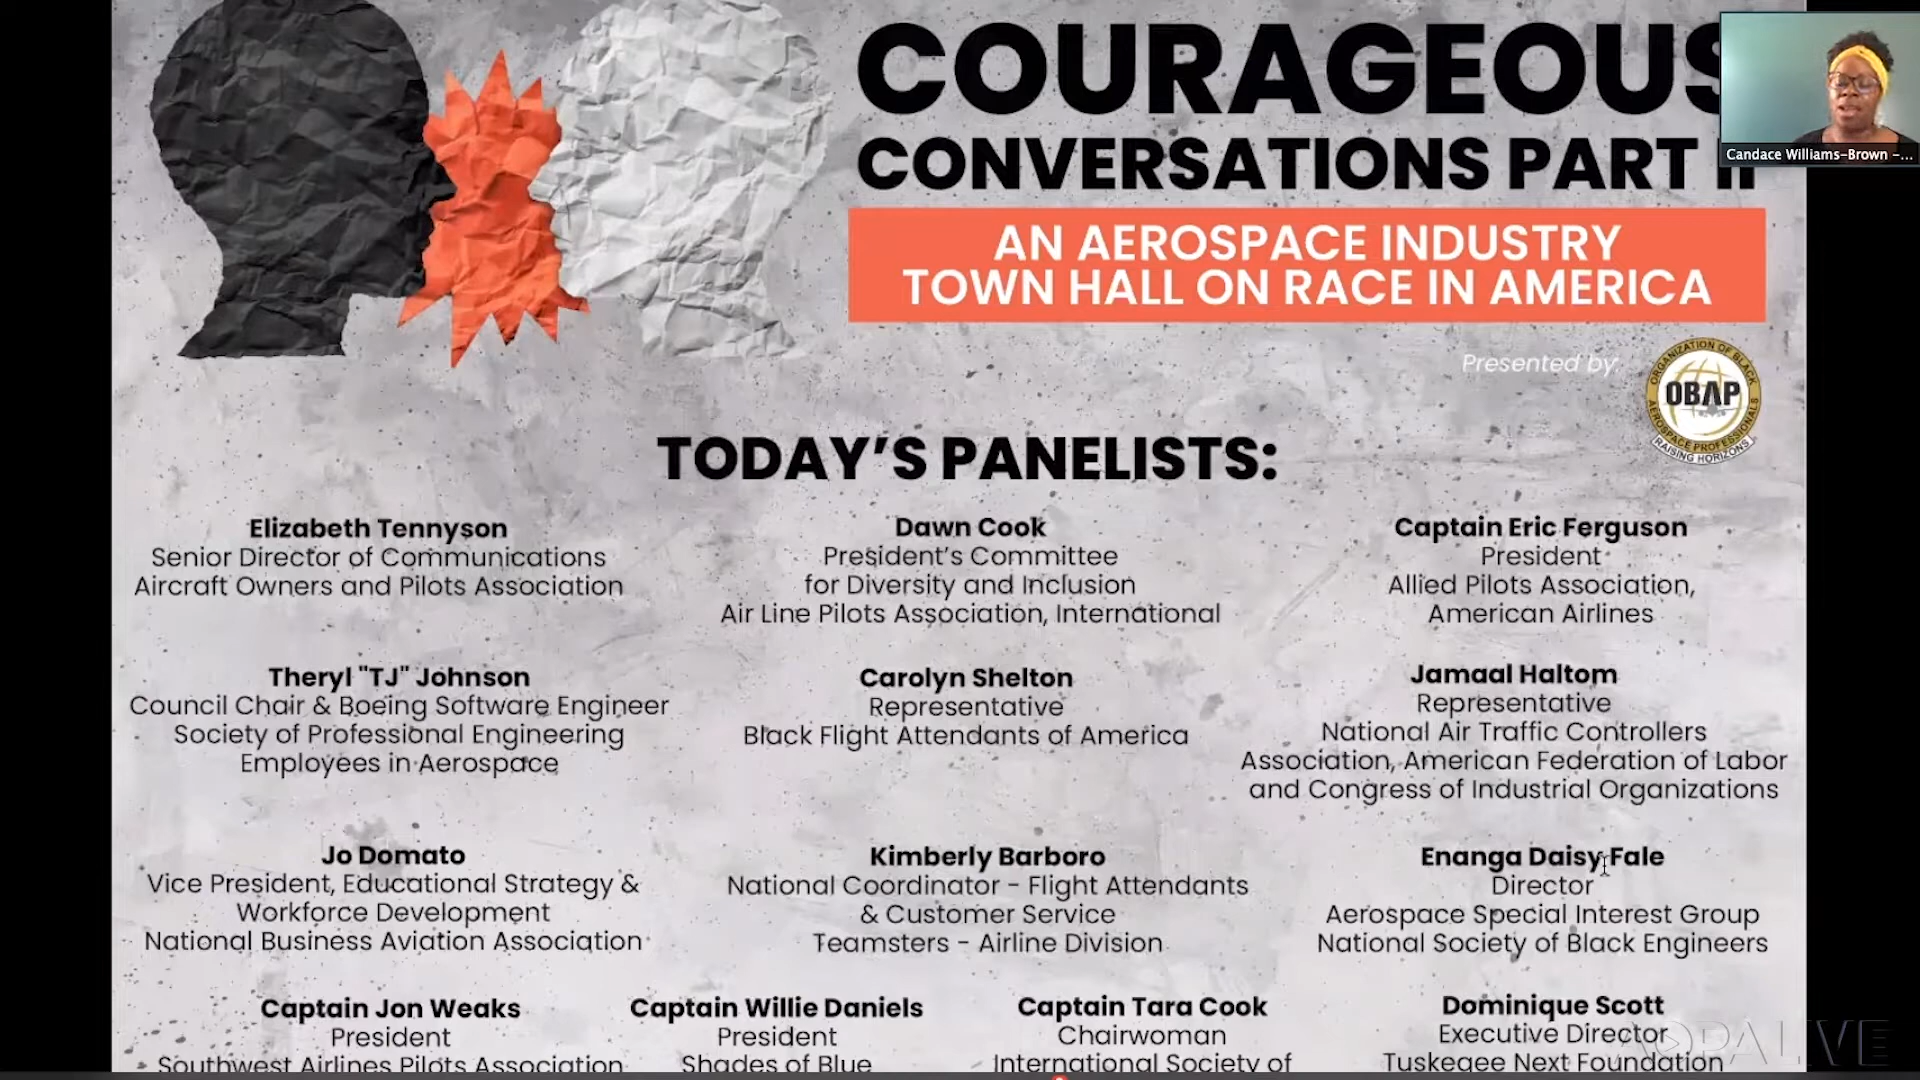 COURAGEOUS
CONVERSATIONS PART II
AN AEROSPACE INDUSTRY
TOWN HALL ON RACE IN AMERICA
Candace Williams-Brown -...
Presented by:
ORGANIZATION OF BLACK
OBAP
AEROSPACE PROFESSIONALS
RAISING HORIZONS
TODAY'S PANELISTS:
Elizabeth Tennyson
Senior Director of Communications
Aircraft Owners and Pilots Association
Dawn Cook
President's Committee
for Diversity and Inclusion
Air Line Pilots Association, International
Captain Eric Ferguson
President
Allied Pilots Association,
American Airlines
Theryl "TJ" Johnson
Council Chair & Boeing Software Engineer
Society of Professional Engineering
Employees in Aerospace
Carolyn Shelton
Representative
Black Flight Attendants of America
Jamaal Haltom
Representative
National Air Traffic Controllers
Association, American Federation of Labor
and Congress of Industrial Organizations
Jo Domato
Vice President, Educational Strategy &
Workforce Development
National Business Aviation Association
Kimberly Barboro
National Coordinator - Flight Attendants
& Customer Service
Teamsters - Airline Division
Enanga Daisy Fale
Director
Aerospace Special Interest Group
National Society of Black Engineers
Captain Jon Weaks
President
Southwest Airlines Pilots Association
Captain Willie Daniels
President
Shades of Blue
Captain Tara Cook
Chairwoman
International Society of
Dominique Scott
Executive Director
Tuskegee Next Foundation
AOPA LIVE